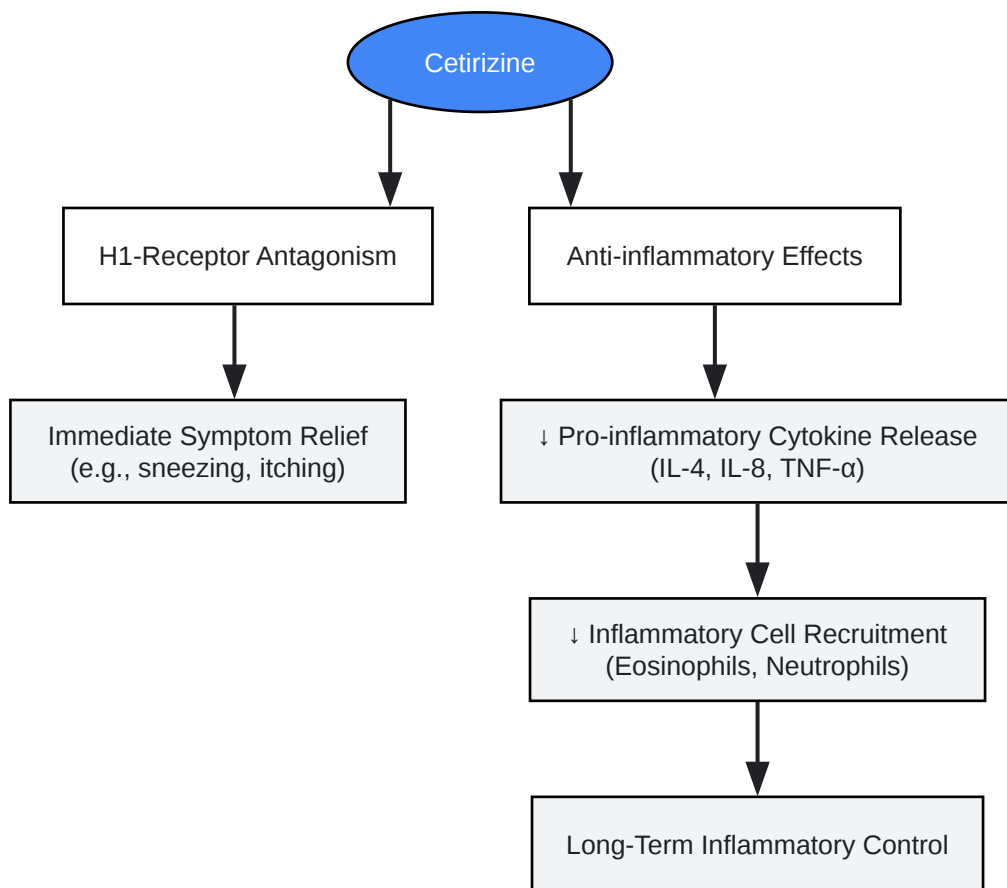 Cetirizine
H1-Receptor Antagonism
Anti-inflammatory Effects
Immediate Symptom Relief
(e.g., sneezing, itching)
↓ Pro-inflammatory Cytokine Release
(IL-4, IL-8, TNF-α)
↓ Inflammatory Cell Recruitment
(Eosinophils, Neutrophils)
Long-Term Inflammatory Control